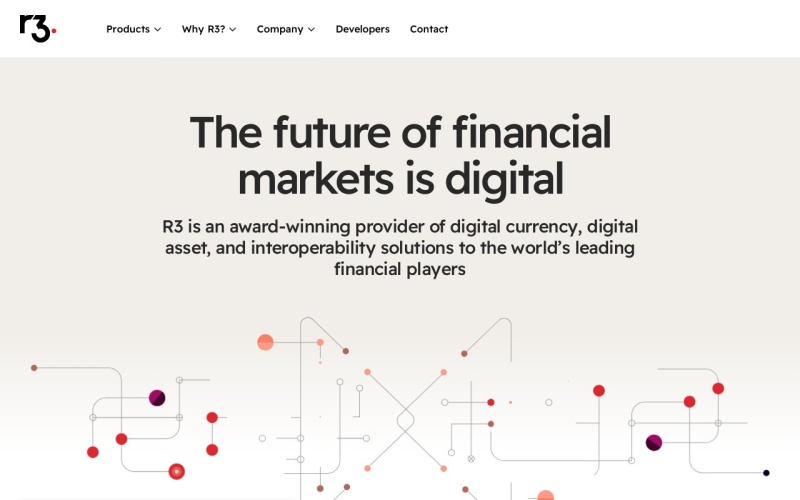 r3.
Products
Why R3?
Company
Developers
Contact
The future of financial
markets is digital
R3 is an award-winning provider of digital currency, digital
asset, and interoperability solutions to the world’s leading
financial players